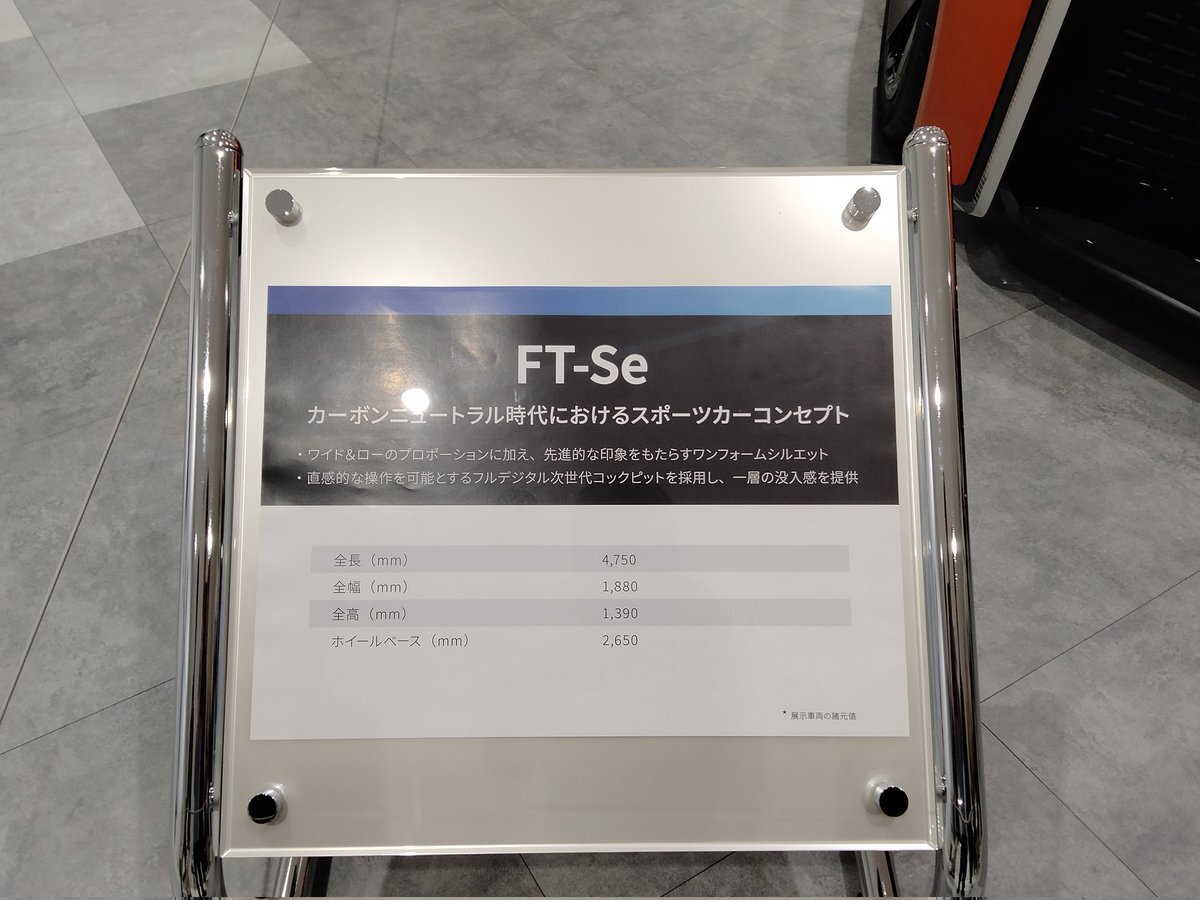 FT-Se
カーボンニュートラル時代におけるスポーツカーコンセプト
・ワイド&ローのプロポーションに加え、先進的な印象をもたらすワンフォームシルエット
・直感的な操作を可能とするフルデジタル次世代コックピットを採用し、一層の没入感を提供
全長（mm） 4,750
全幅（mm） 1,880
全高（mm） 1,390
ホイールベース（mm） 2,650
* 展示車両の諸元値